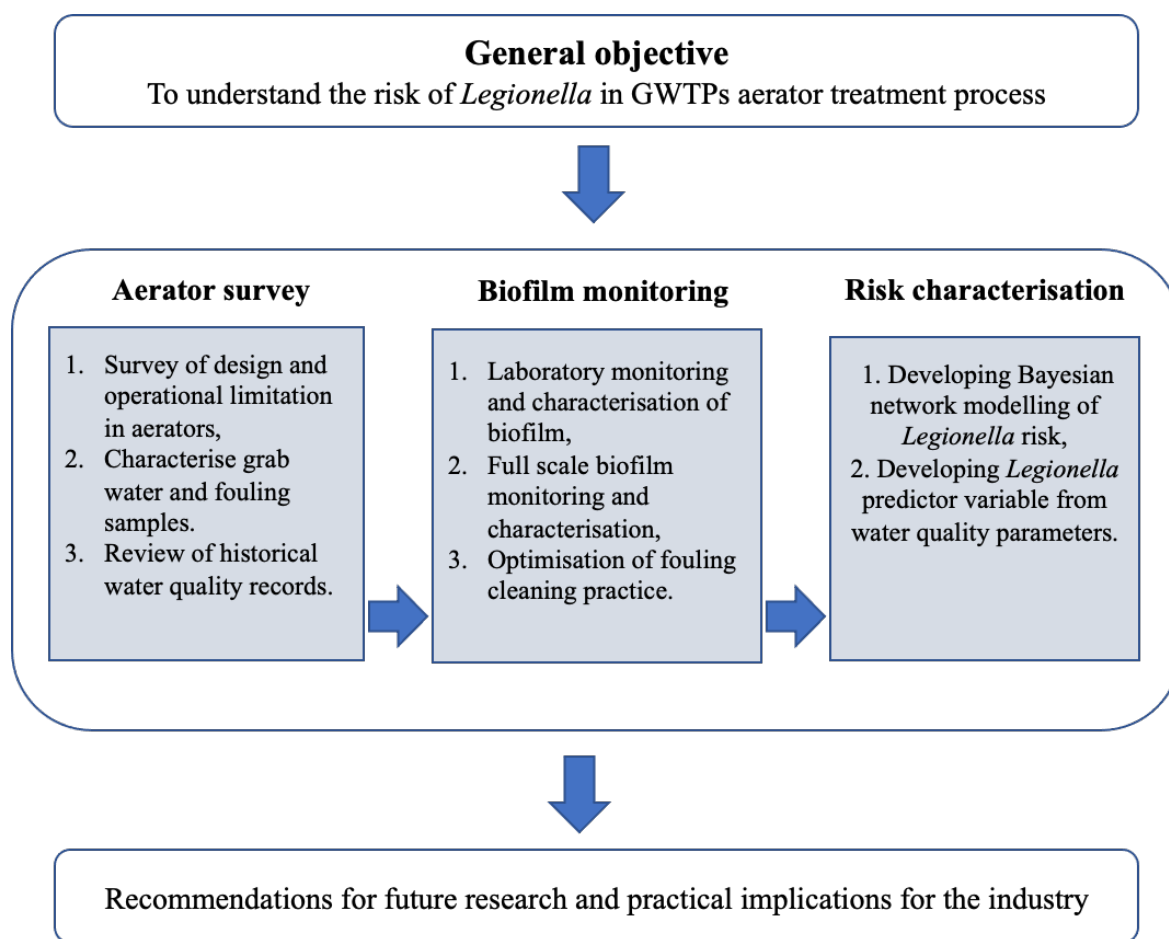 General objective
To understand the risk of Legionella in GWTPs aerator treatment process
Aerator survey
1. Survey of design and
operational limitation
in aerators,
2. Characterise grab
water and fouling
samples.
3. Review of historical
water quality records.
Biofilm monitoring
1. Laboratory monitoring
and characterisation of
biofilm,
2. Full scale biofilm
monitoring and
characterisation,
3. Optimisation of fouling
cleaning practice.
Risk characterisation
1. Developing Bayesian
network modelling of
Legionella risk,
2. Developing Legionella
predictor variable from
water quality parameters.
Recommendations for future research and practical implications for the industry